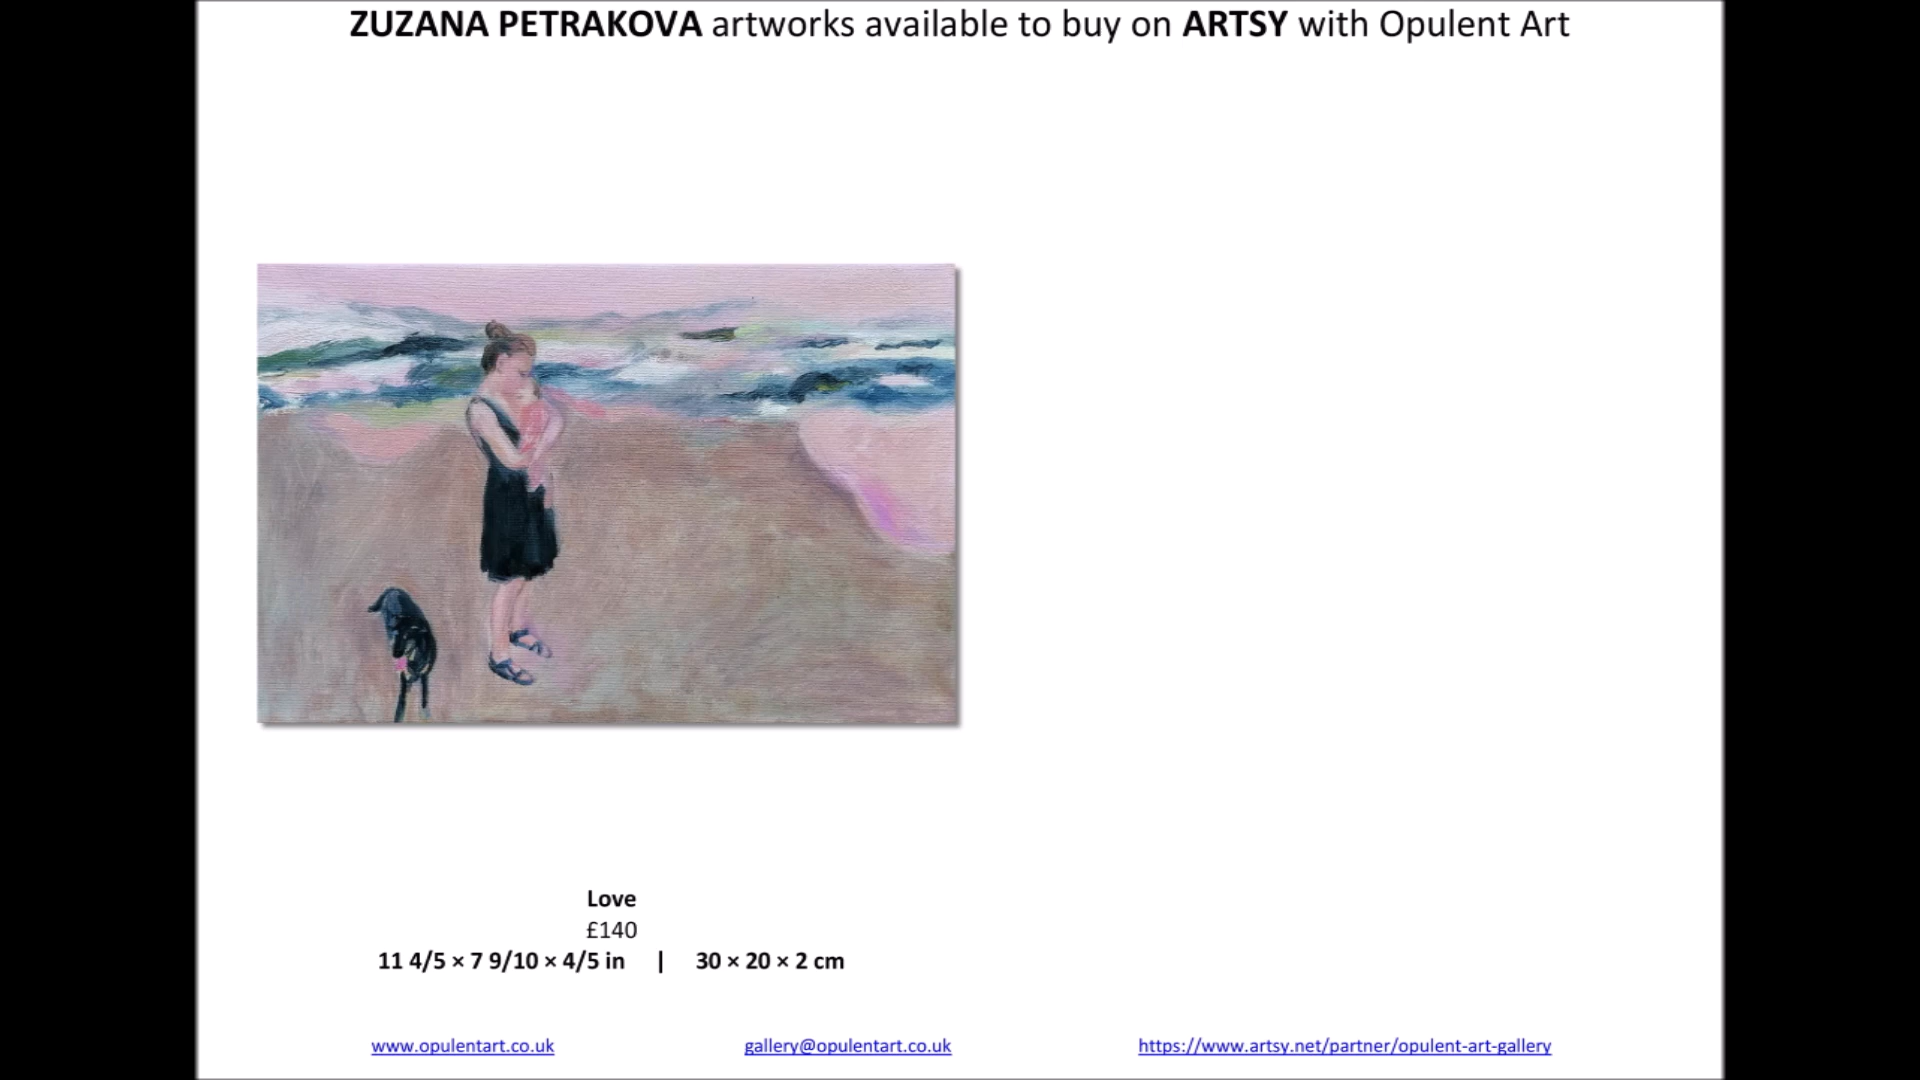 ZUZANA PETRAKOVA artworks available to buy on ARTSY with Opulent Art
Love
£140
11 4/5 × 7 9/10 × 4/5 in | 30 × 20 × 2 cm
www.opulentart.co.uk gallery@opulentart.co.uk https://www.artsy.net/partner/opulent-art-gallery